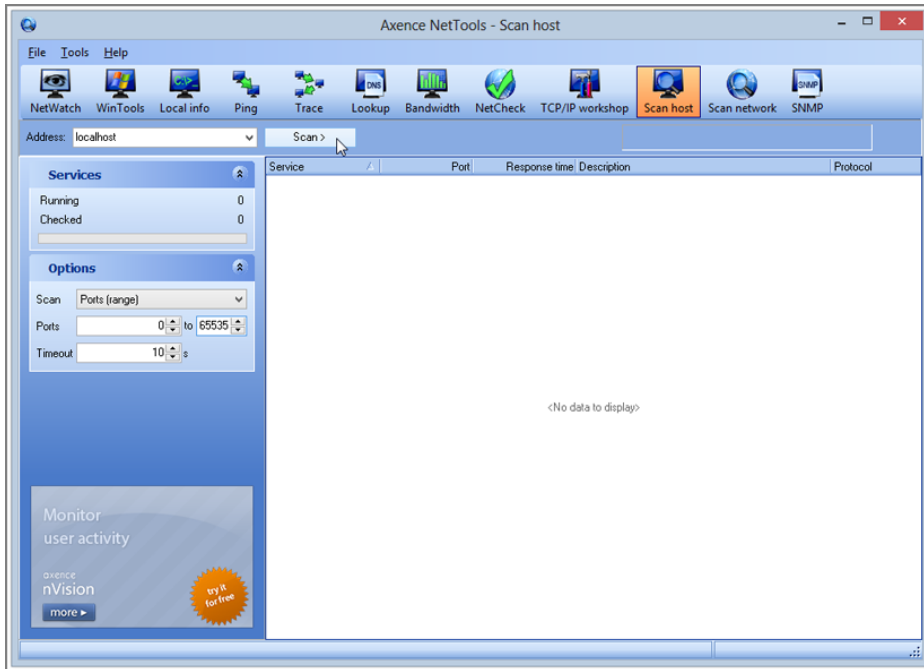 Axence NetTools - Scan host
File Tools Help
NetWatch WinTools Local info Ping Trace Lookup Bandwidth NetCheck TCP/IP workshop Scan host Scan network SNMP
DNS
SNMP
Address: localhost Scan >
Services
Running 0
Checked 0
Options
Scan Ports (range)
Ports 0 to 65535
Timeout 10 s
Service Port Response time Description Protocol
<No data to display>
Monitor
user activity
axence
nVision
more
try it
for free